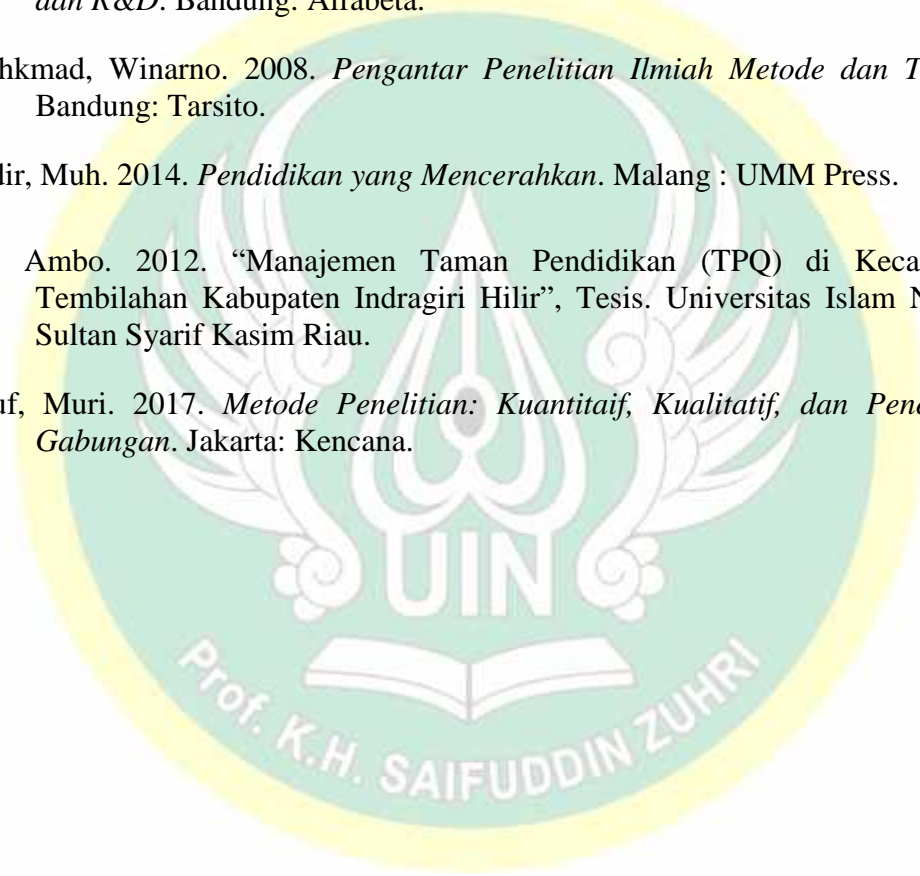 dan R&D. Bandung: Alfabeta.
hkmad, Winarno. 2008. Pengantar Penelitian Ilmiah Metode dan T
Bandung: Tarsito.
dir, Muh. 2014. Pendidikan yang Mencerahkan. Malang : UMM Press.
Ambo. 2012. “Manajemen Taman Pendidikan (TPQ) di Keca
Tembilahan Kabupaten Indragiri Hilir”, Tesis. Universitas Islam N
Sultan Syarif Kasim Riau.
uf, Muri. 2017. Metode Penelitian: Kuantitaif, Kualitatif, dan Pend
Gabungan. Jakarta: Kencana.
UIN
Prof. K.H. SAIFUDDIN ZUHRI